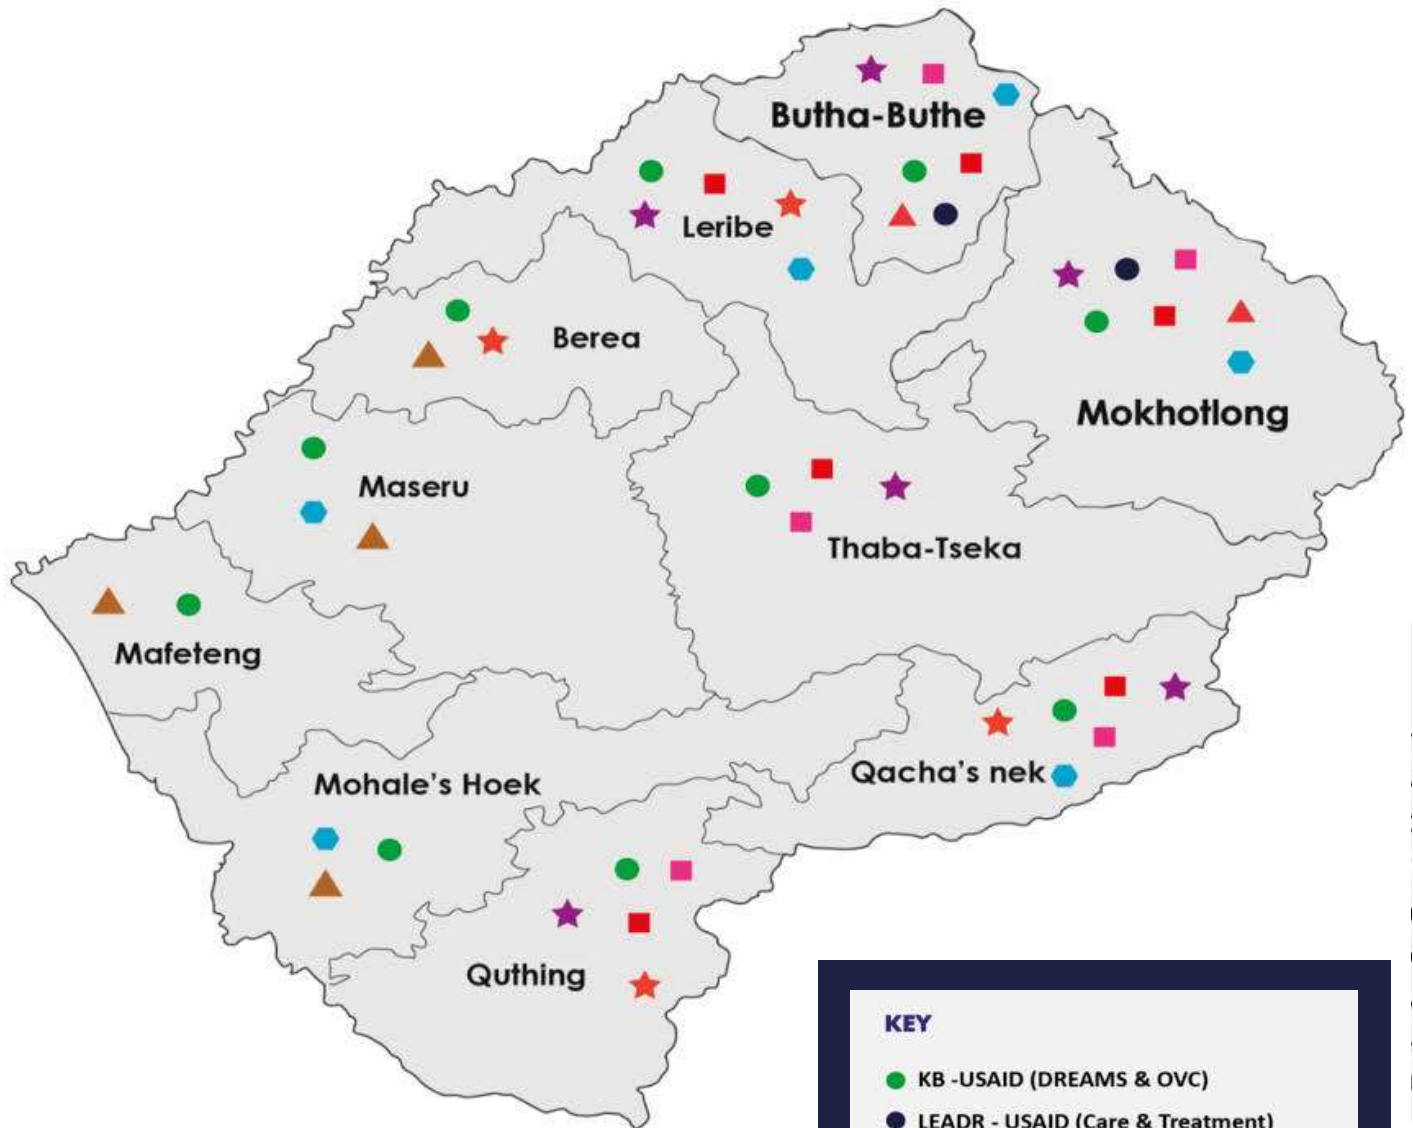 Butha-Buthe
Leribe
Berea
Mokhotlong
Maseru
Thaba-Tseka
Mafeteng
Qacha's nek
Mohale's Hoek
Quthing
KEY
KB -USAID (DREAMS & OVC)
LEADR - USAID (Care & Treatment)